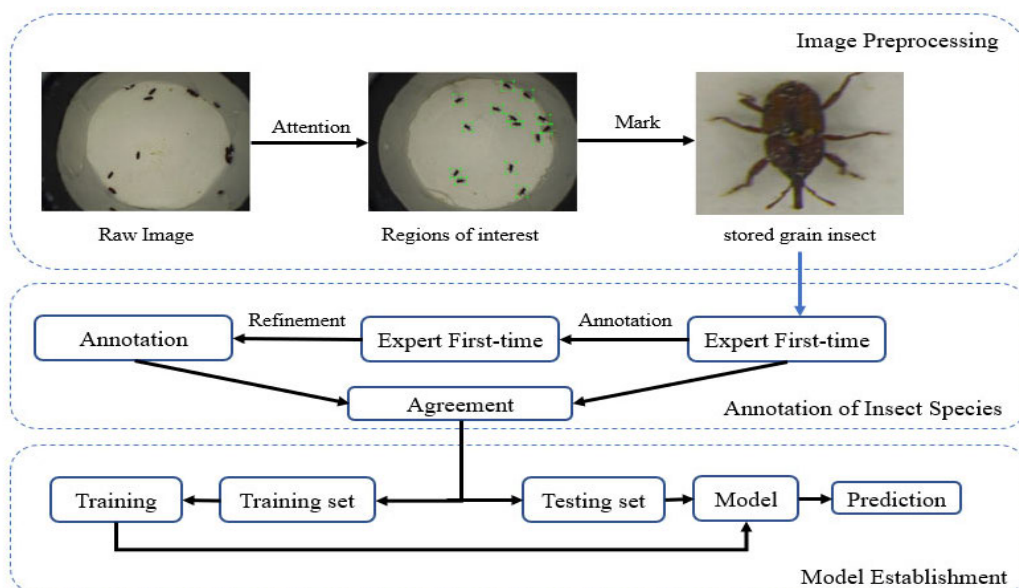 Image Preprocessing
Attention
Mark
Raw Image
Regions of interest
stored grain insect
Annotation
Refinement
Expert First-time
Annotation
Expert First-time
Agreement
Annotation of Insect Species
Training
Training set
Testing set
Model
Prediction
Model Establishment